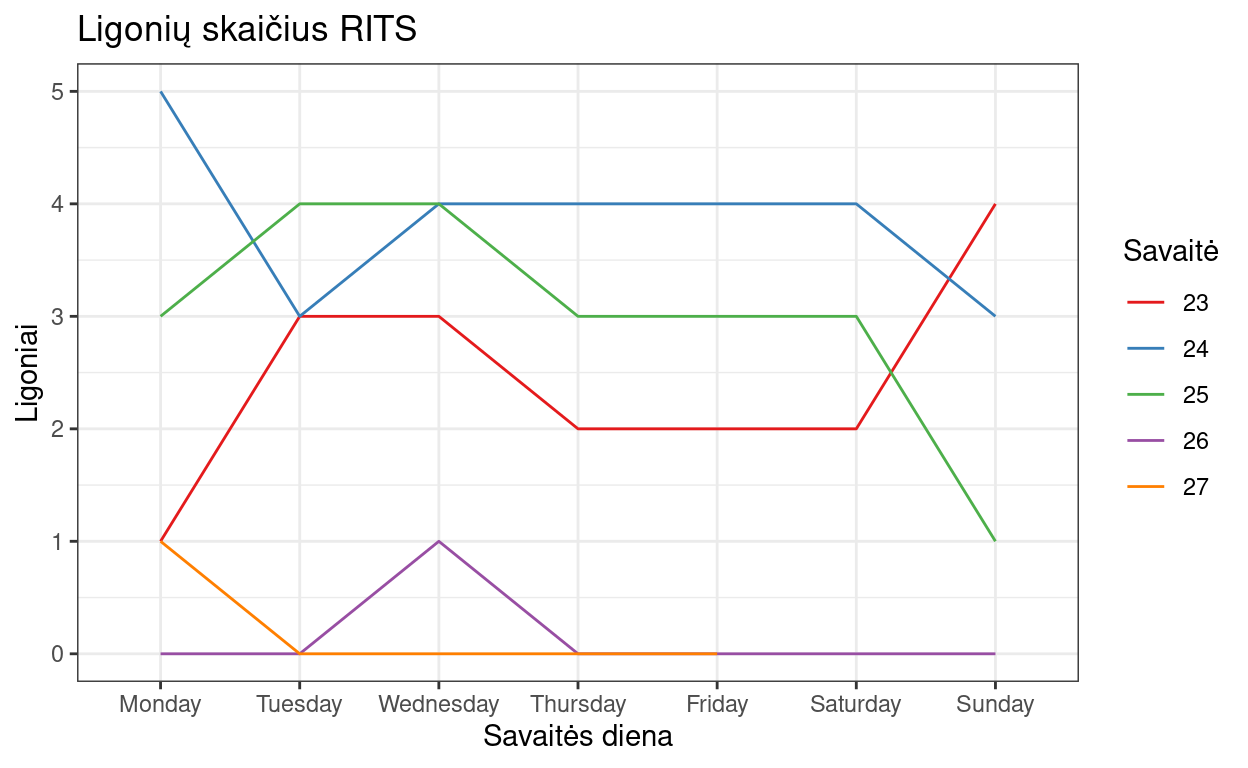 Ligonių skaičius RITS
5
4
3
2
1
0
Ligoniai
Monday Tuesday Wednesday Thursday Friday Saturday Sunday
Savaitės diena
Savaitė
23
24
25
26
27